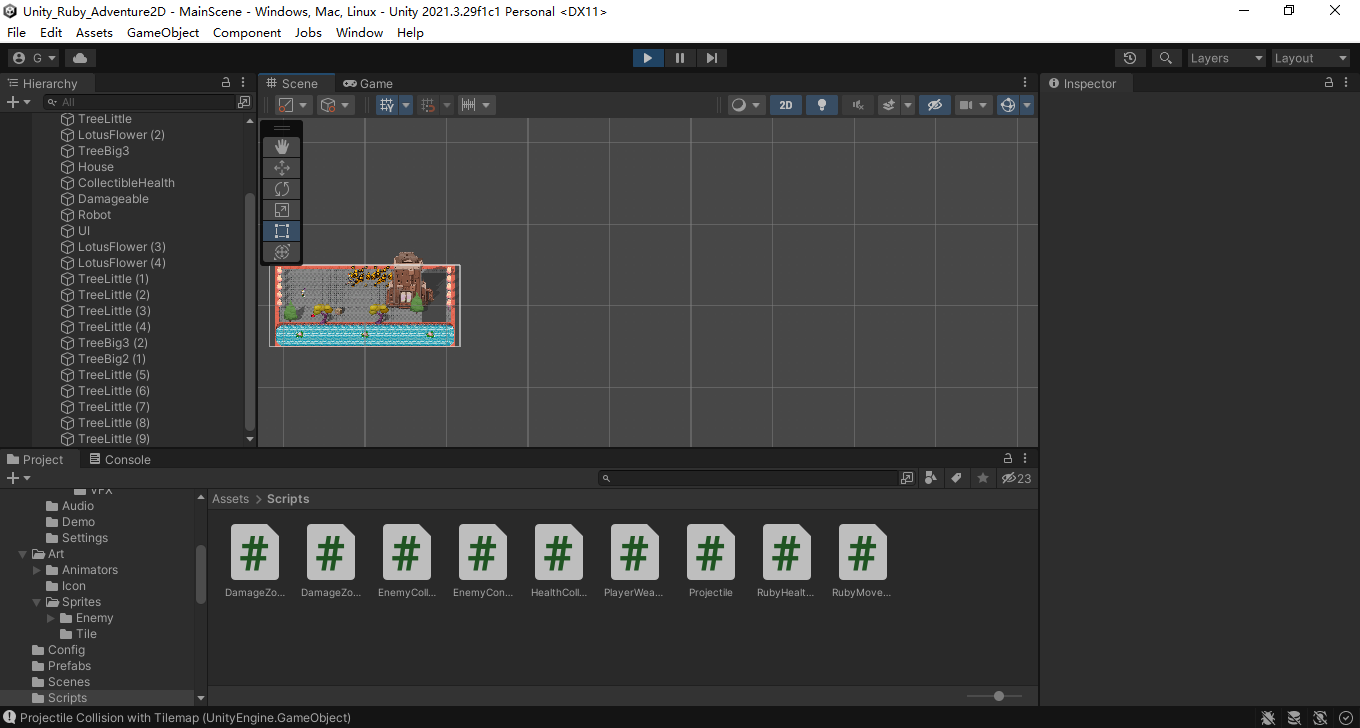 Unity_Ruby_Adventure2D - MainScene - Windows, Mac, Linux - Unity 2021.3.29f1c1 Personal <DX11>
File Edit Assets GameObject Component Jobs Window Help
G Layers Layout
Hierarchy
All
TreeLittle
LotusFlower (2)
TreeBig3
House
CollectibleHealth
Damageable
Robot
UI
LotusFlower (3)
LotusFlower (4)
TreeLittle (1)
TreeLittle (2)
TreeLittle (3)
TreeLittle (4)
TreeBig3 (2)
TreeBig2 (1)
TreeLittle (5)
TreeLittle (6)
TreeLittle (7)
TreeLittle (8)
TreeLittle (9)
Scene Game
2D
Inspector
Project Console
23
VFX
Audio
Demo
Settings
Art
Animators
Icon
Sprites
Enemy
Tile
Config
Prefabs
Scenes
Scripts
Assets > Scripts
DamageZo... DamageZo... EnemyColl... EnemyCon... HealthColl... PlayerWea... Projectile RubyHealt... RubyMove...
Projectile Collision with Tilemap (UnityEngine.GameObject)